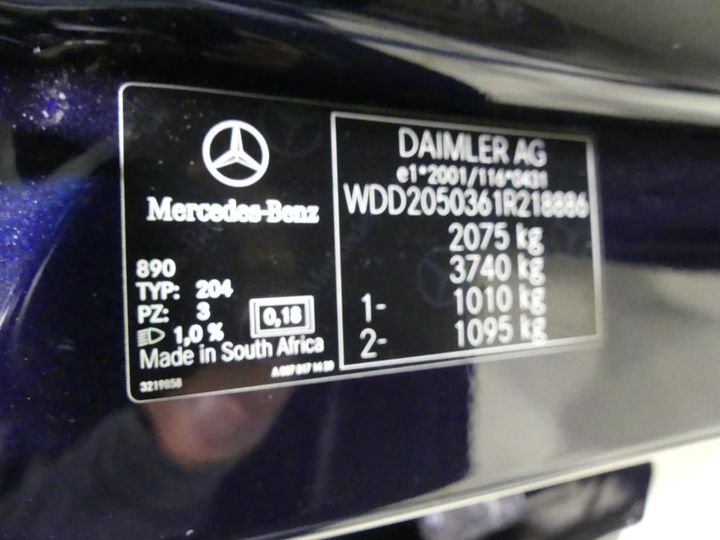 Mercedes-Benz
890
TYP: 204
PZ: 3
0,18
1,0 %
Made in South Africa
3219858
DAIMLER AG
e1*2001/116*0431
WDD2050361R218886
2075 kg
3740 kg
1- 1010 kg
2- 1095 kg